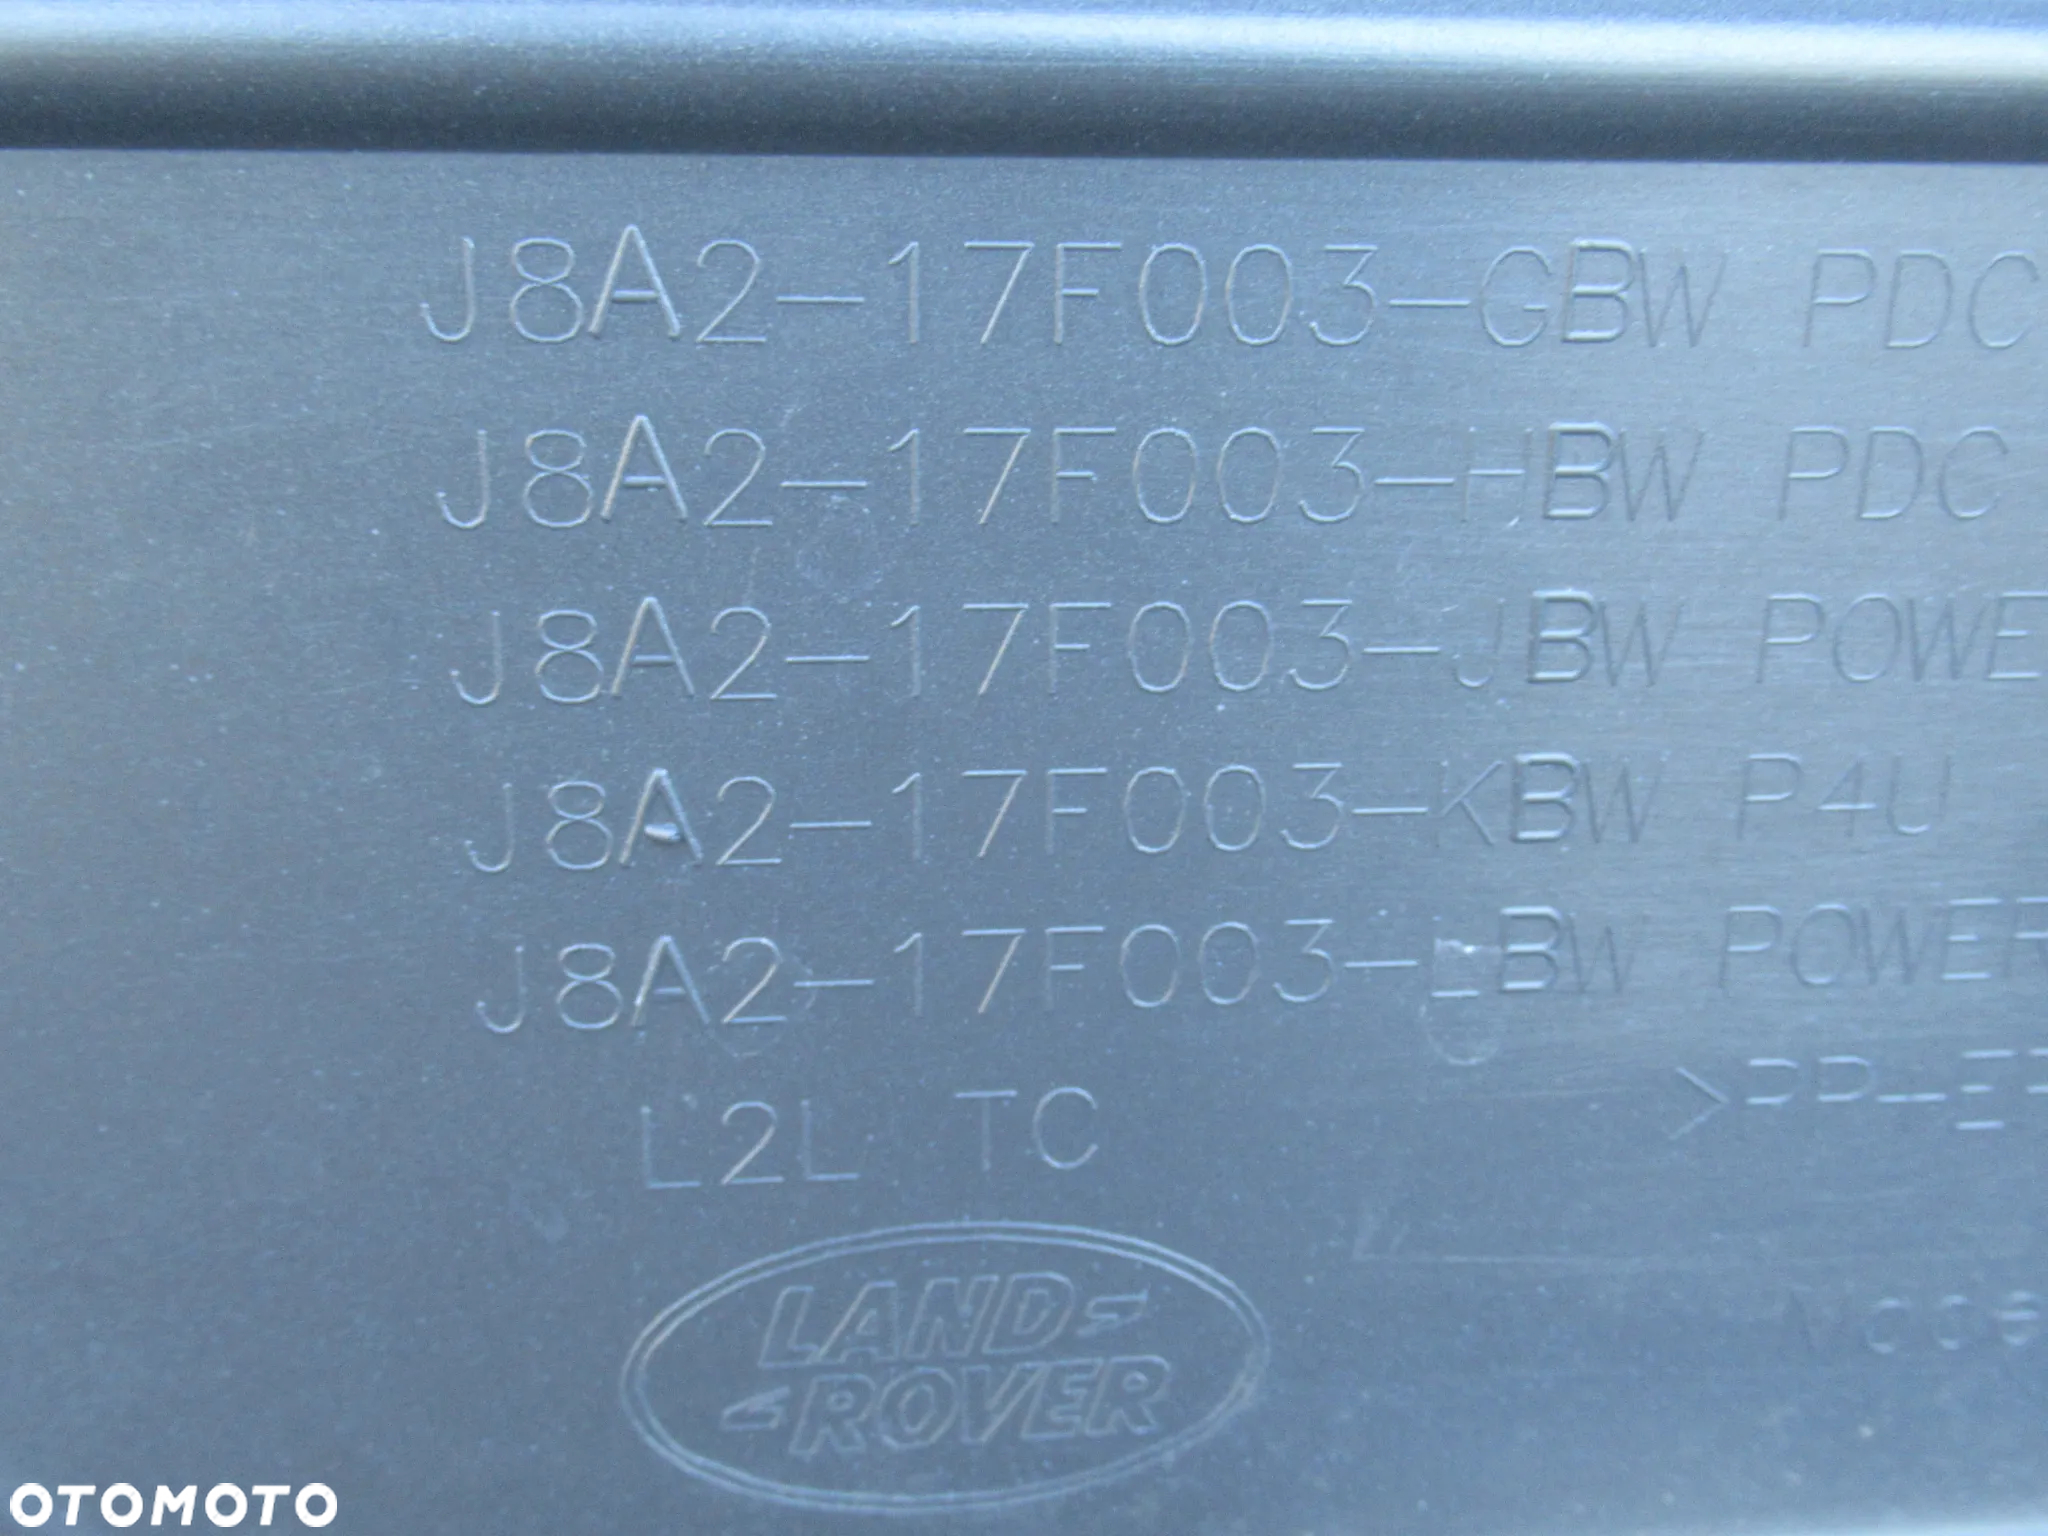 J8A2-17F003-GBW PDC
J8A2-17F003-HBW PDC
J8A2-17F003-JBW POWE
J8A2-17F003-KBW P4U
J8A2-17F003-LBW POWER
>PP-E
L2L TC
LAND
ROVER
OTOMOTO